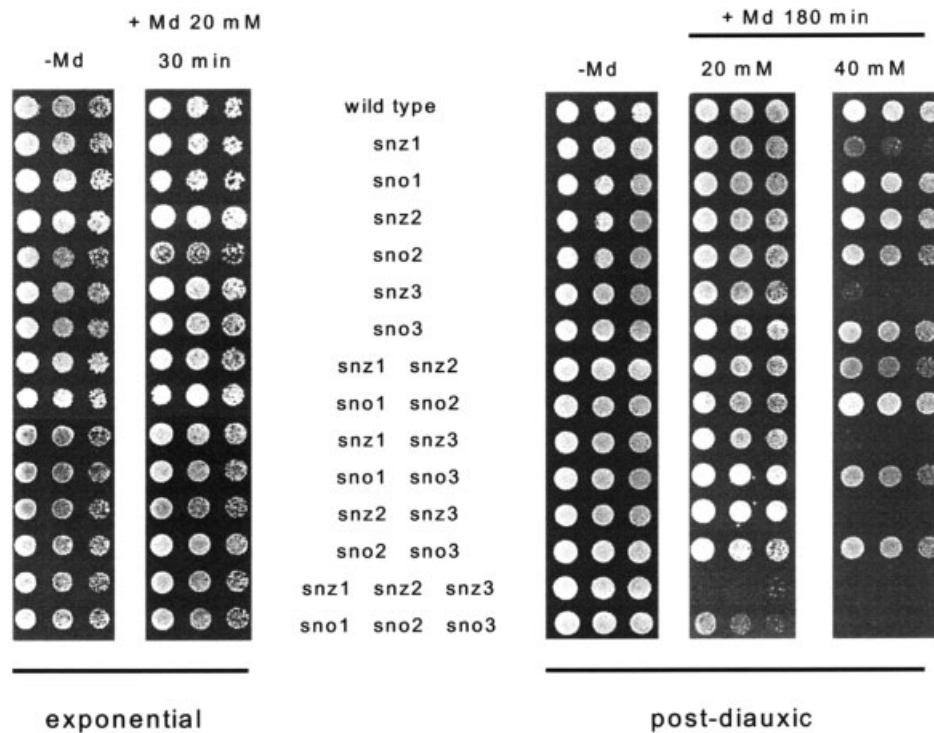 + Md 20 mM
+ Md 180 min
-Md
30 min
-Md
20 mM
40 mM
wild type
snz1
sno1
snz2
sno2
snz3
sno3
snz1 snz2
sno1 sno2
snz1 snz3
sno1 sno3
snz2 snz3
sno2 sno3
snz1 snz2 snz3
sno1 sno2 sno3
exponential
post-diauxic